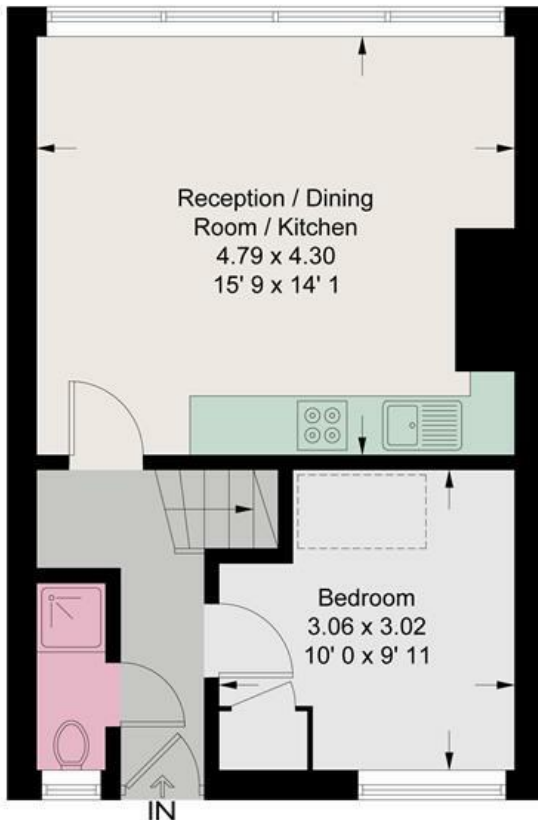 Reception / Dining
Room / Kitchen
4.79 x 4.30
15' 9 x 14' 1
Bedroom
3.06 x 3.02
10' 0 x 9' 11
IN